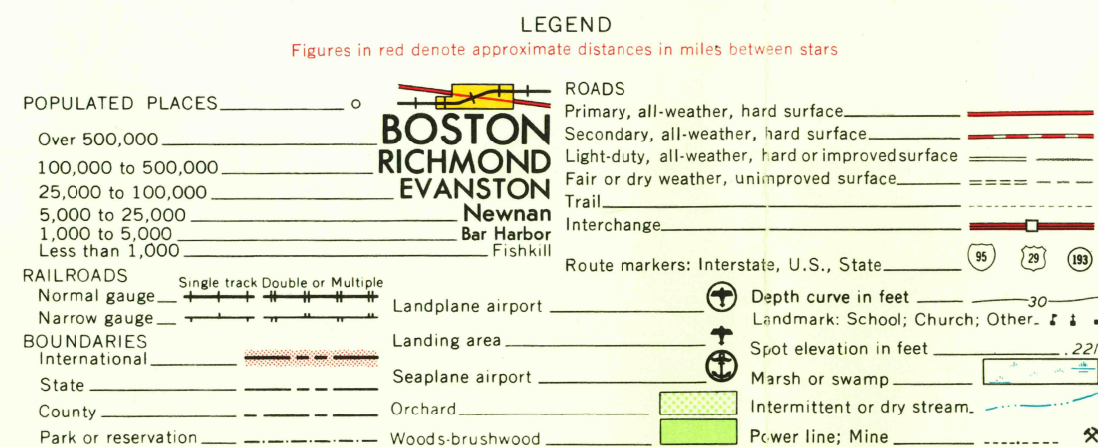 LEGEND
Figures in red denote approximate distances in miles between stars
POPULATED PLACES
Over 500,000 BOSTON
100,000 to 500,000 RICHMOND
25,000 to 100,000 EVANSTON
5,000 to 25,000 Newnan
1,000 to 5,000 Bar Harbor
Less than 1,000 Fishkill
RAILROADS
Single track Double or Multiple
Normal gauge
Narrow gauge
BOUNDARIES
International
State
County
Park or reservation
Landplane airport
Landing area
Seaplane airport
Orchard
Woods-brushwood
ROADS
Primary, all-weather, hard surface
Secondary, all-weather, hard surface
Light-duty, all-weather, hard or improved surface
Fair or dry weather, unimproved surface
Trail
Interchange
Route markers: Interstate, U.S., State 95 29 193
Depth curve in feet 30
Landmark: School; Church; Other
Spot elevation in feet .221
Marsh or swamp
Intermittent or dry stream
Power line; Mine